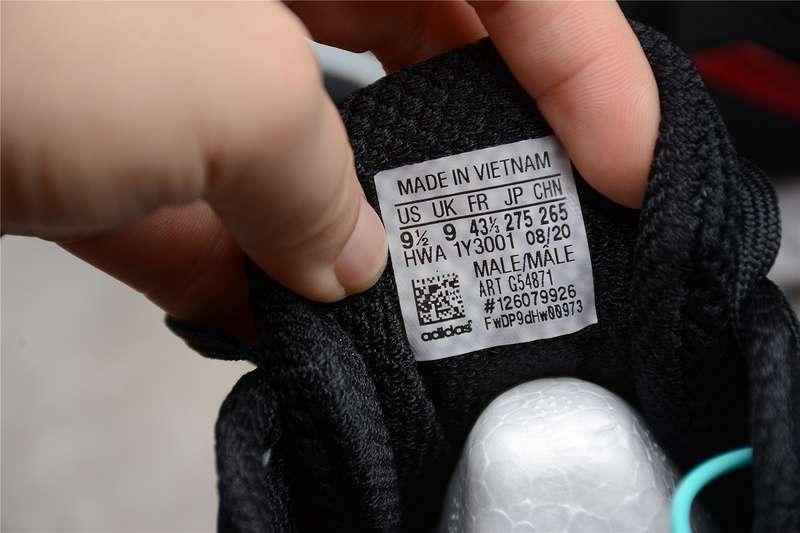 MADE IN VIETNAM
US UK FR JP CHN
9½ 9 43⅓ 275 265
HWA 1Y3001 08/20
MALE/MÂLE
ART G54871
#126079926
FwDP9dHw00973
adidas